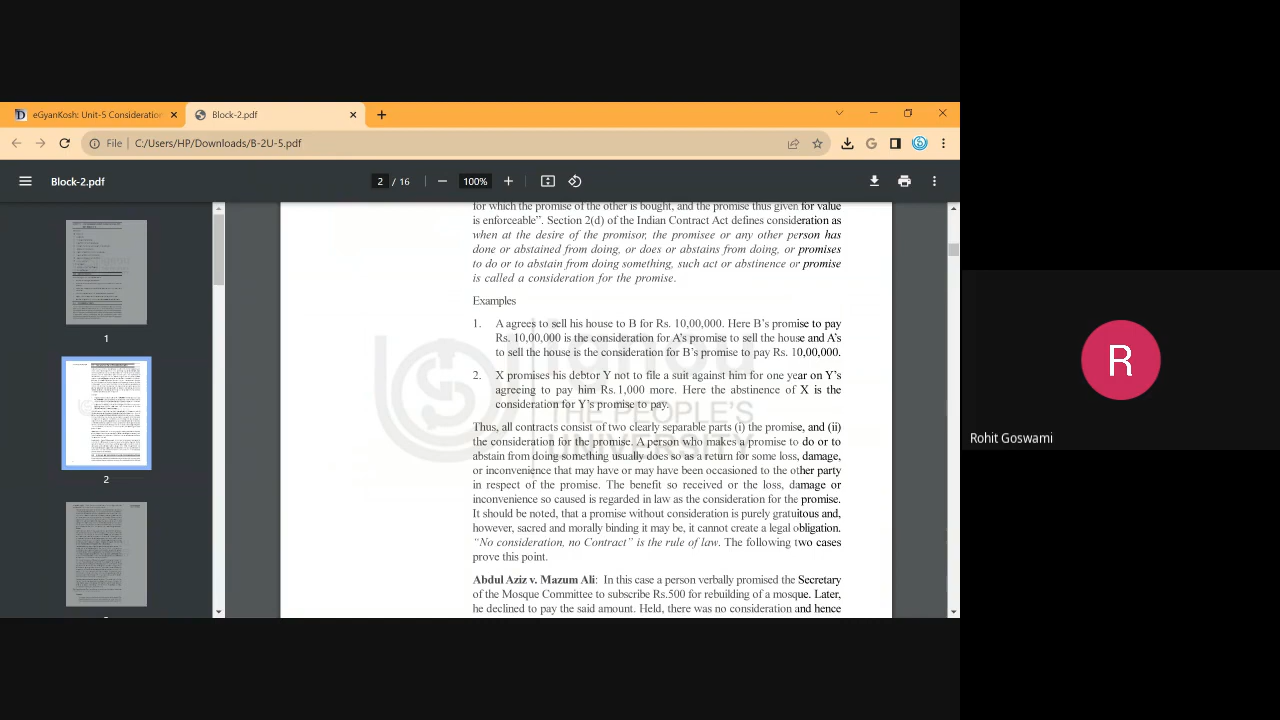 eGyanKosh: Unit-5 Consideration
Block-2.pdf
File
C:/Users/HP/Downloads/B-2U-5.pdf
Block-2.pdf
2 / 16
100%
for which the promise of the other is bought, and the promise thus given for value
is enforceable”. Section 2(d) of the Indian Contract Act defines consideration as
when at the desire of the promisor, the promisee or any other person has
done or abstained from doing, or does or abstains from doing, or promises
to do or to abstain from doing something, such act or abstinence or promise
is called a consideration for the promise.
Examples
1. A agrees to sell his house to B for Rs. 10,00,000. Here B’s promise to pay
Rs. 10,00,000 is the consideration for A’s promise to sell the house and A’s
to sell the house is the consideration for B’s promise to pay Rs. 10,00,000.
2. X promises his debtor Y not to file a suit against him for one year on Y’s
agreeing to pay him Rs. 1,000 more. Here the abstinence of X is the
consideration for Y’s promise to pay.
THE PEOPLE'S
UNIVERSITY
Thus, all contracts consist of two clearly separable parts (i) the promise, and (ii)
the consideration for the promise. A person who makes a promise to do or to
abstain from doing something usually does so as a return for some loss, damage,
or inconvenience that may have or may have been occasioned to the other party
in respect of the promise. The benefit so received or the loss, damage or
inconvenience so caused is regarded in law as the consideration for the promise.
It should be noted, that a promise without consideration is purely gratuitous and,
however, sacred and morally binding it may be, it cannot create a legal obligation.
“No consideration, no Contract” is the rule of law. The following two cases
prove this point.
Abdul Aziz v. Mazum Ali: In this case a person verbally promised the Secretary
of the Mosque Committee to subscribe Rs.500 for rebuilding of a mosque. Later,
he declined to pay the said amount. Held, there was no consideration and hence
1
2
R
Rohit Goswami